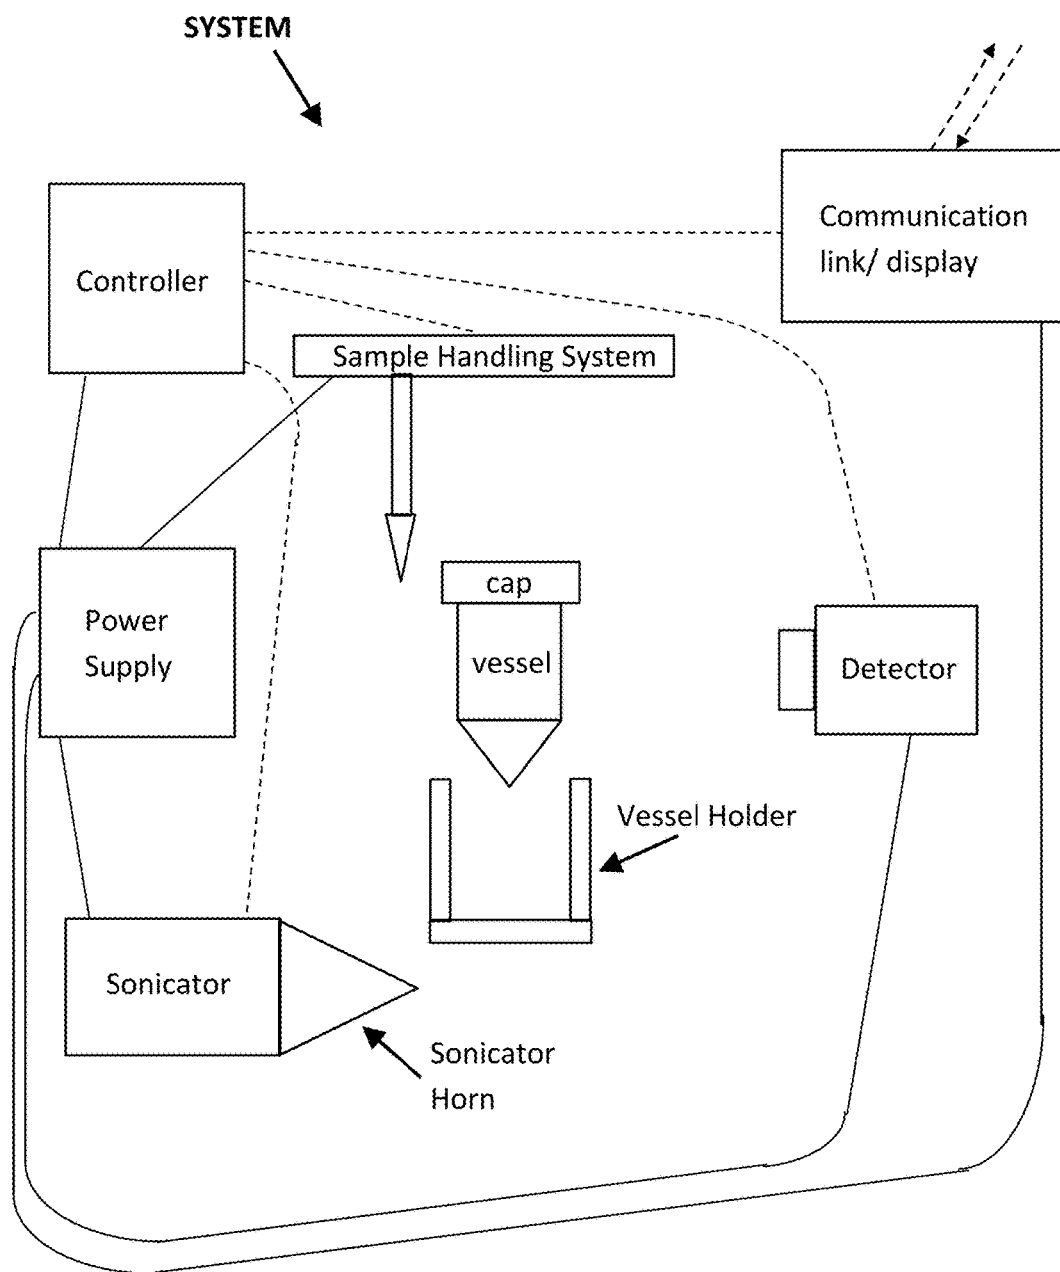 SYSTEM
Communication
link/ display
Controller
Sample Handling System
cap
Power
Supply
vessel
Detector
Vessel Holder
Sonicator
Sonicator
Horn